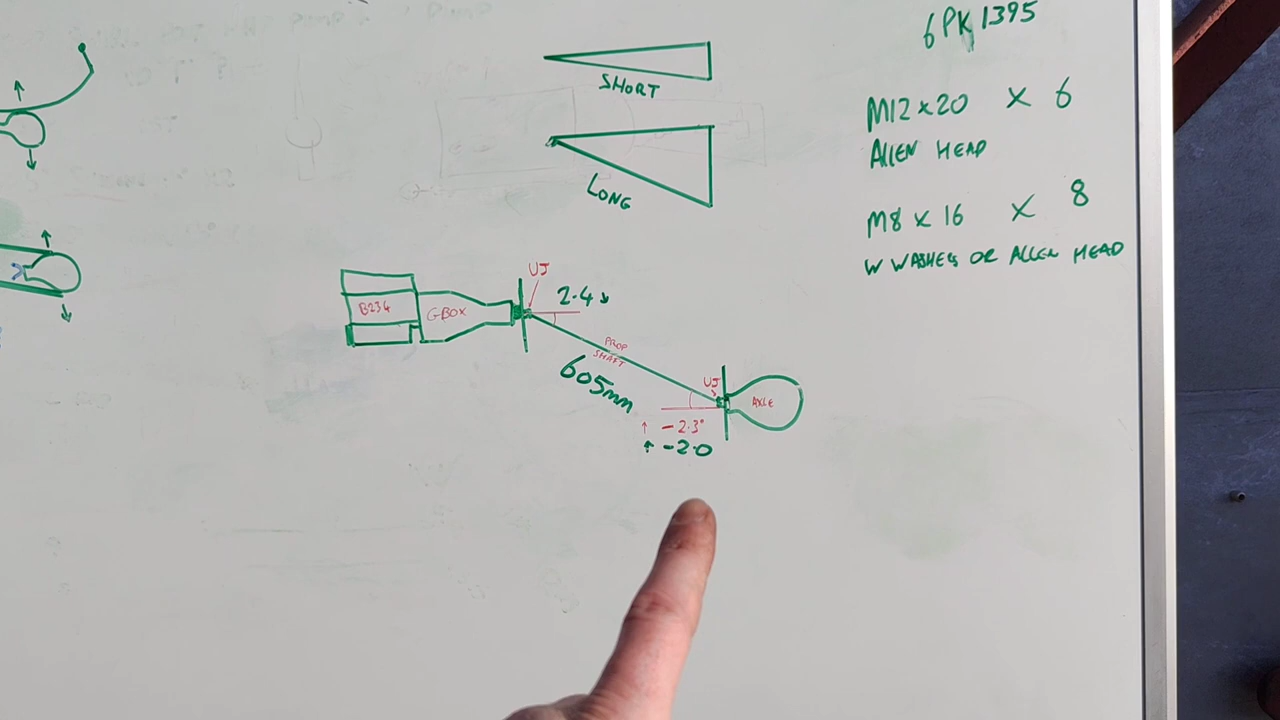 6PK1395
SHORT
M12 x 20 x 6
ALLEN HEAD
LONG
M8 x 16 x 8
W WASHERS OR ALLEN HEAD
UJ
2.4
B234
GBOX
PROP
SHAFT
605mm
UJ
AXLE
-2.3°
-2.0